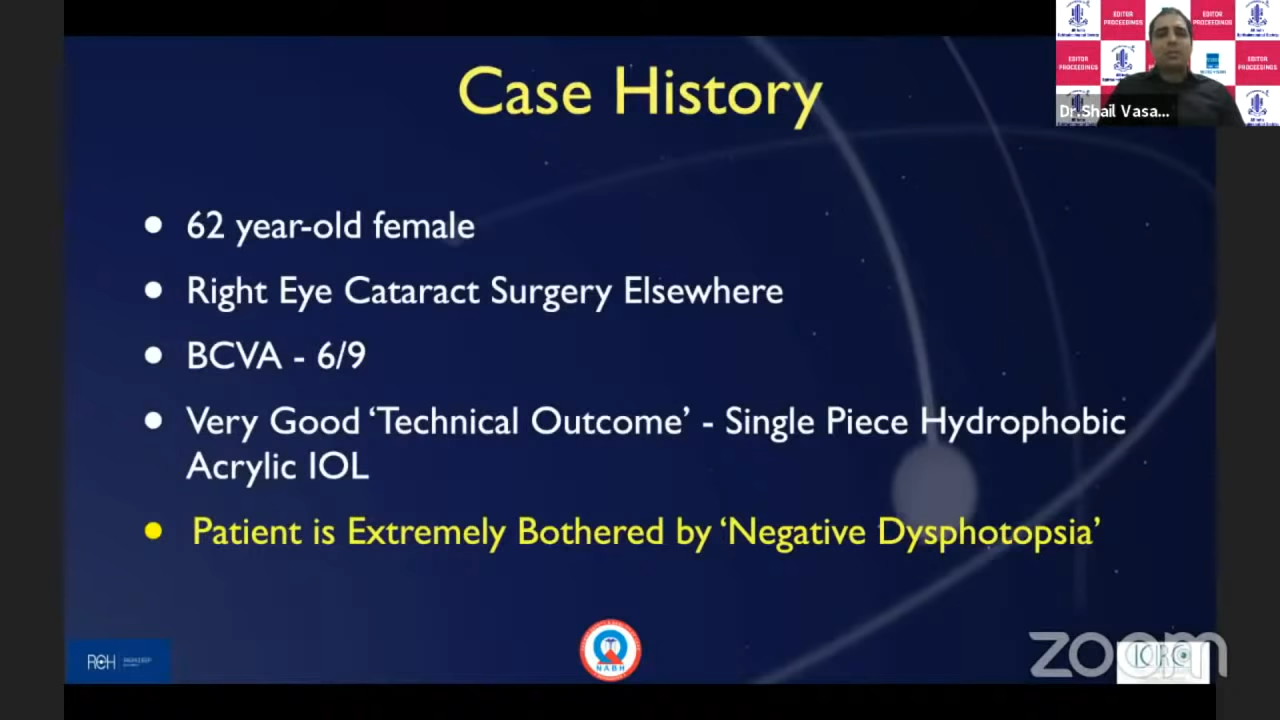 EDITOR PROCEEDINGS
EDITOR PROCEEDINGS
EDITOR PROCEEDINGS
EDITOR PROCEEDINGS
Dr.Shail Vasa...
Case History
• 62 year-old female
• Right Eye Cataract Surgery Elsewhere
• BCVA - 6/9
• Very Good ‘Technical Outcome’ - Single Piece Hydrophobic
Acrylic IOL
• Patient is Extremely Bothered by ‘Negative Dysphotopsia’
NABH
zoom